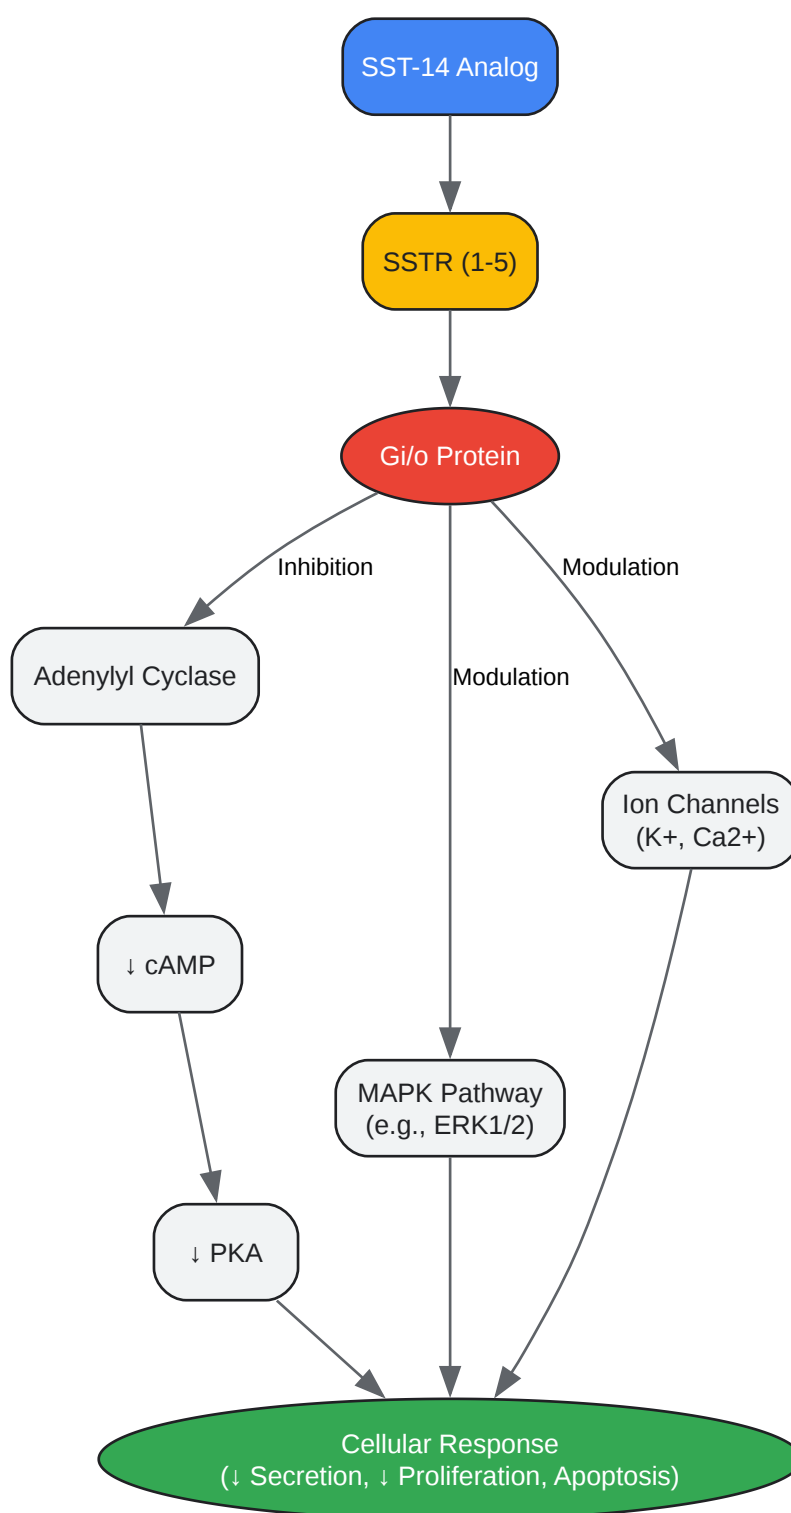 SST-14 Analog
SSTR (1-5)
Gi/o Protein
Inhibition
Modulation
Adenylyl Cyclase
Modulation
Ion Channels
(K+, Ca2+)
↓ cAMP
MAPK Pathway
(e.g., ERK1/2)
↓ PKA
Cellular Response
(↓ Secretion, ↓ Proliferation, Apoptosis)